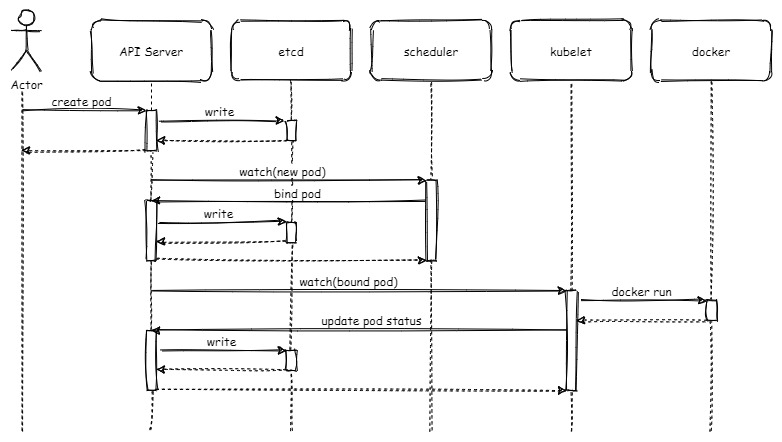 API Server
etcd
scheduler
kubelet
docker
Actor
create pod
write
watch(new pod)
bind pod
write
watch(bound pod)
docker run
update pod status
write